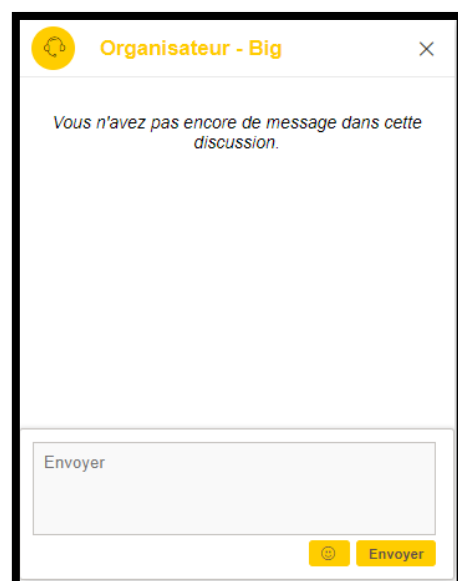 Organisateur - Big
Vous n'avez pas encore de message dans cette
discussion.
Envoyer
Envoyer